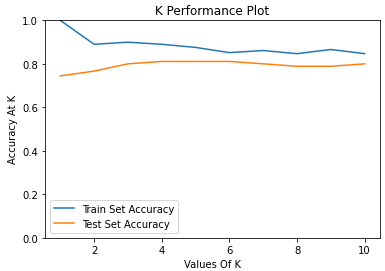 K Performance Plot
1.0
0.8
0.6
0.4
0.2
0.0
Accuracy At K
Train Set Accuracy
Test Set Accuracy
2 4 6 8 10
Values Of K